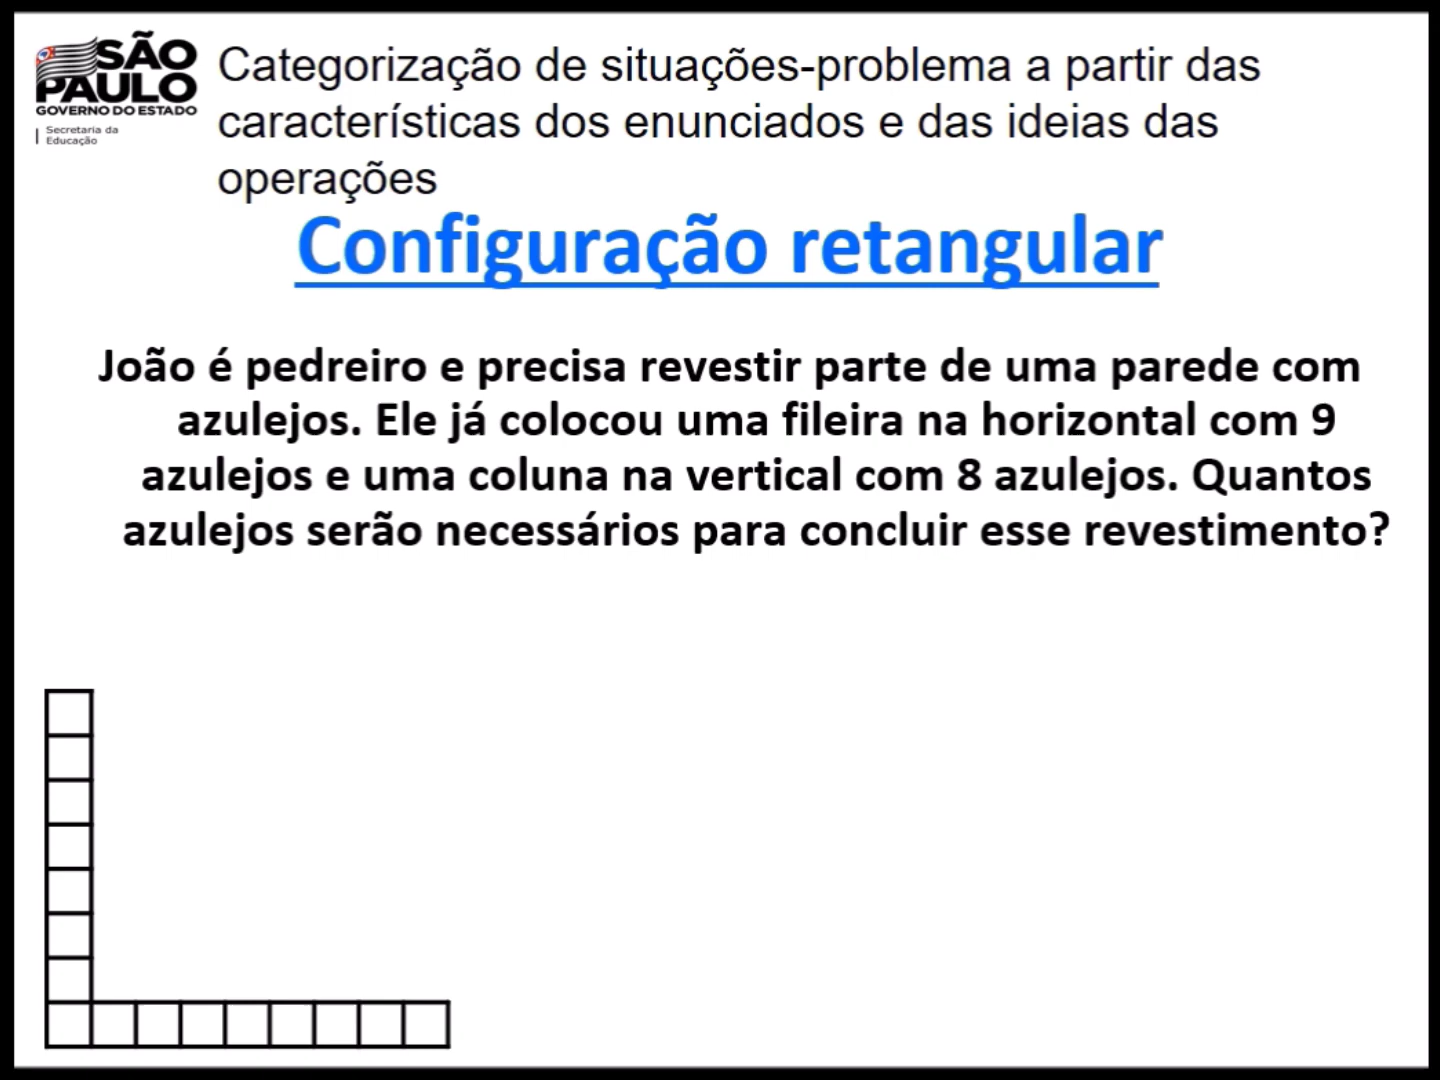 SÃO
PAULO
GOVERNO DO ESTADO
Secretaria da
Educação
Categorização de situações-problema a partir das
características dos enunciados e das ideias das
operações
Configuração retangular
João é pedreiro e precisa revestir parte de uma parede com
azulejos. Ele já colocou uma fileira na horizontal com 9
azulejos e uma coluna na vertical com 8 azulejos. Quantos
azulejos serão necessários para concluir esse revestimento?